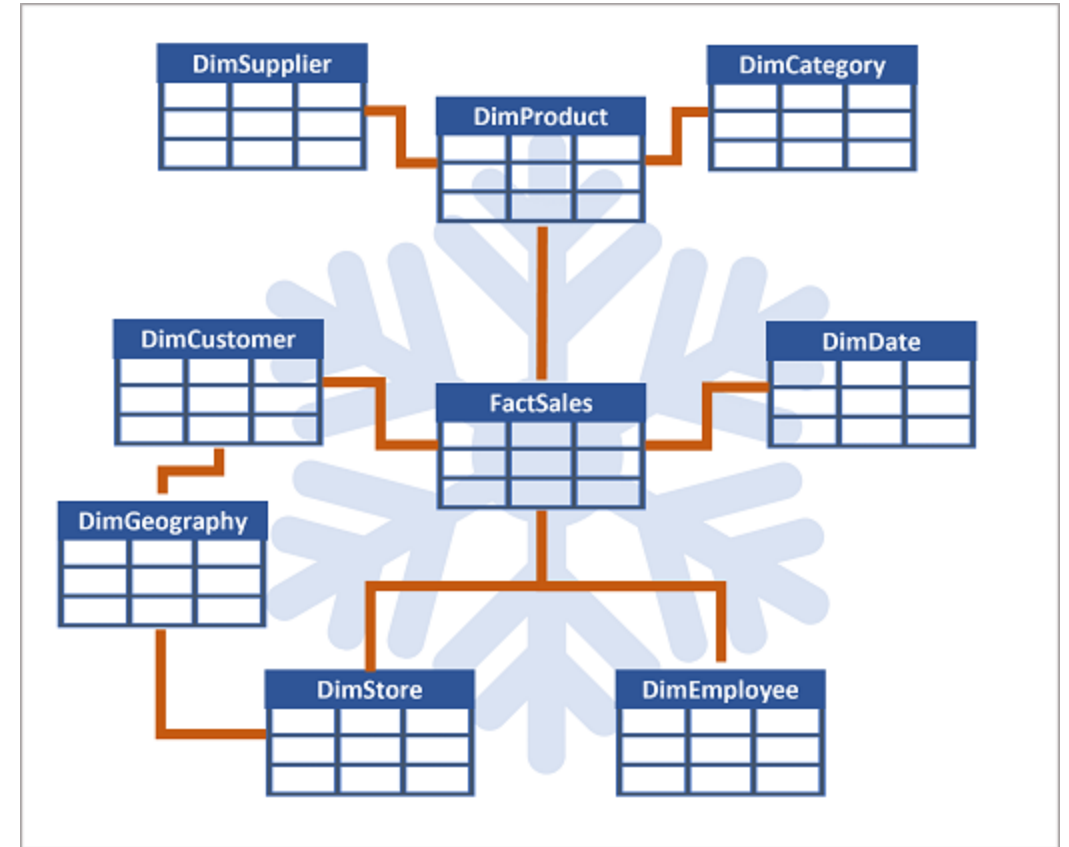 DimSupplier
DimCategory
DimProduct
DimCustomer
DimDate
FactSales
DimGeography
DimStore
DimEmployee